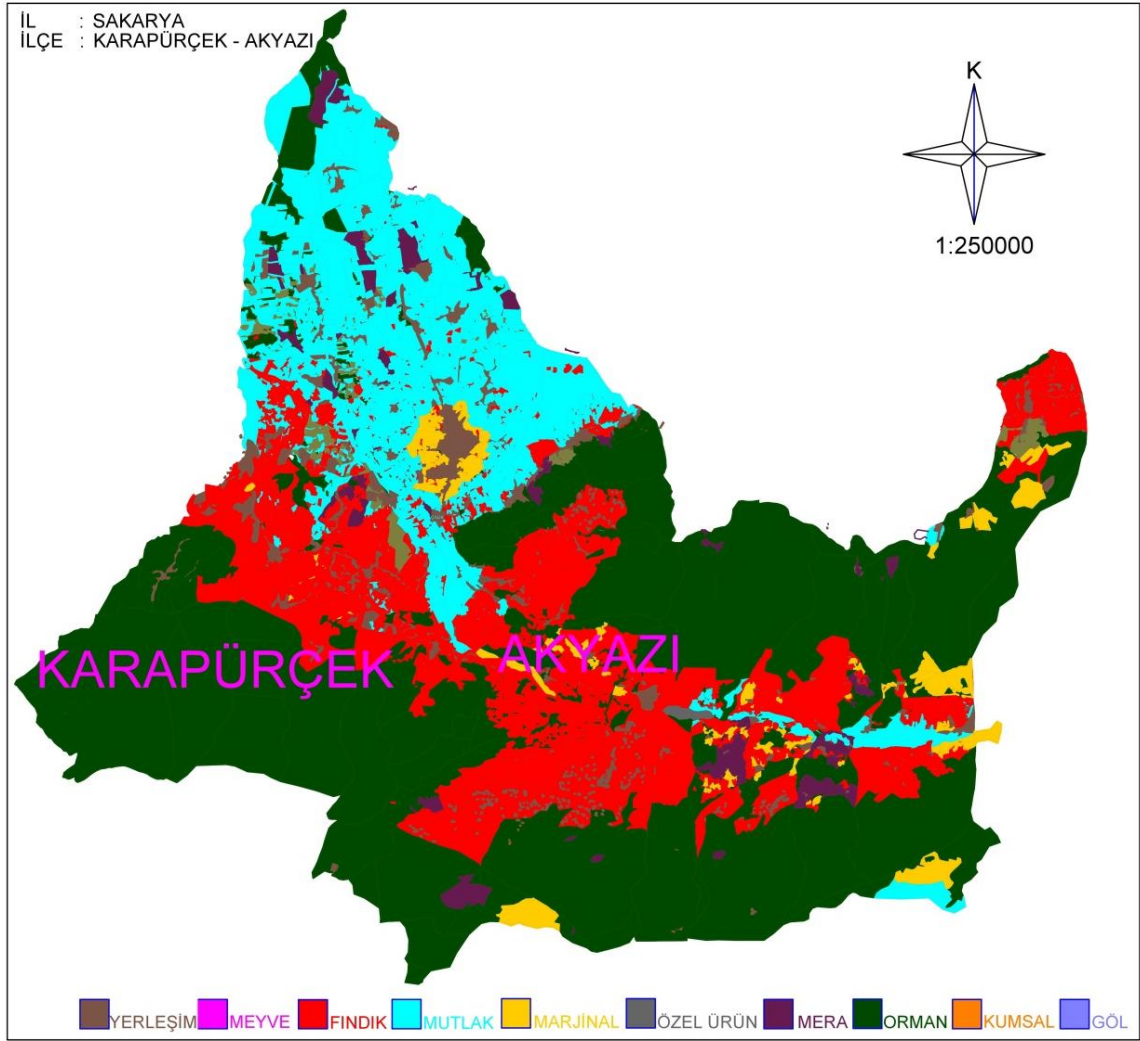 İL : SAKARYA
İLÇE : KARAPÜRÇEK - AKYAZI
K
1:250000
KARAPÜRÇEK
AKYAZI
YERLEŞİM MEYVE FINDIK MUTLAK MARJİNAL ÖZEL ÜRÜN MERA ORMAN KUMSAL GÖL